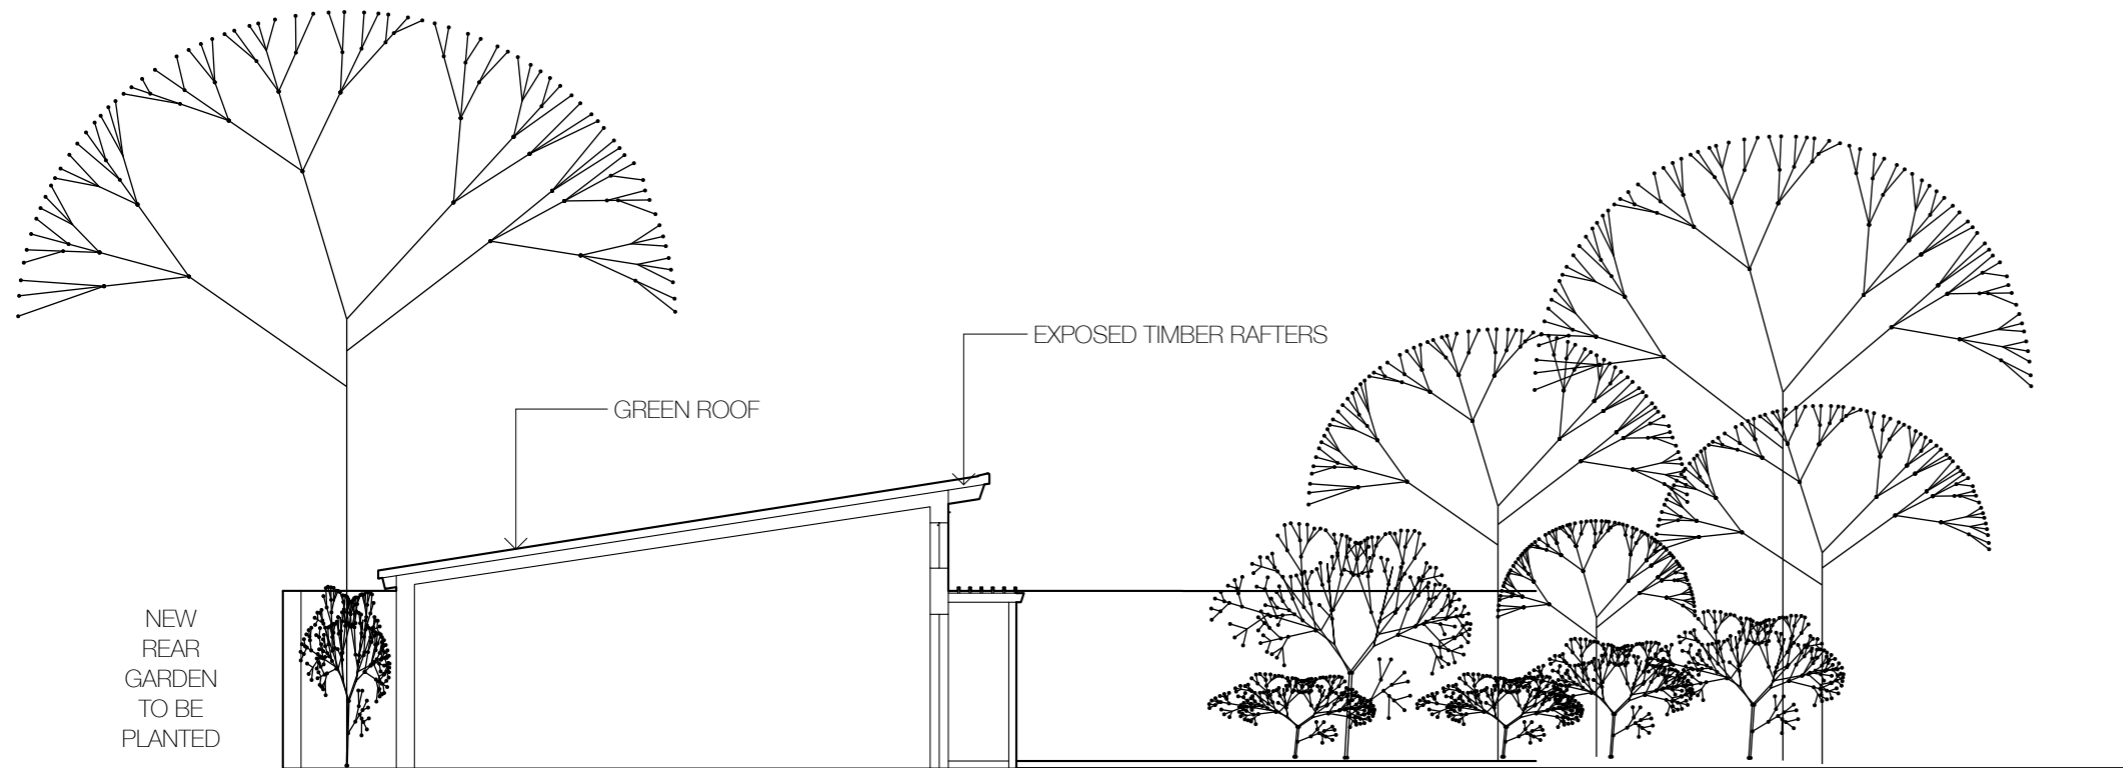 EXPOSED TIMBER RAFTERS
GREEN ROOF
NEW
REAR
GARDEN
TO BE
PLANTED